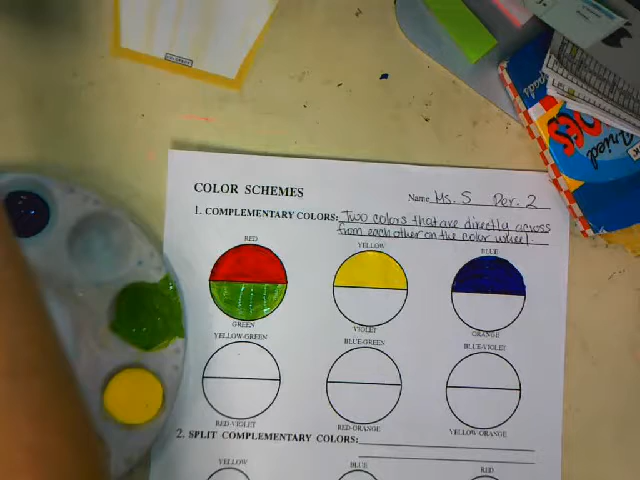 COLOR SCHEMES
Name Ms. S Per. 2
1. COMPLEMENTARY COLORS: Two colors that are directly across
from each other on the color wheel.
RED YELLOW BLUE
GREEN VIOLET ORANGE
YELLOW-GREEN BLUE-GREEN BLUE-VIOLET
RED-VIOLET RED-ORANGE YELLOW-ORANGE
2. SPLIT COMPLEMENTARY COLORS:
YELLOW BLUE RED